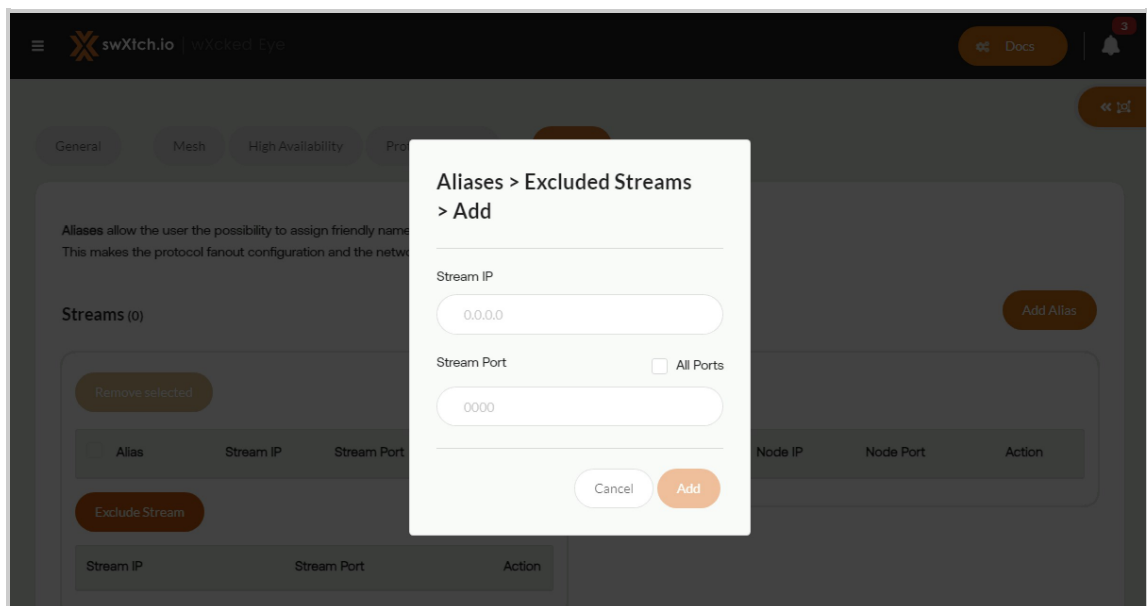 swXtch.io | wXcked Eye
Docs
3
General
Mesh
High Availability
Aliases > Excluded Streams
> Add
Aliases allow the user the possibility to assign friendly name
This makes the protocol fanout configuration and the
Stream IP
0.0.0.0
Streams (0)
Add Alias
Stream Port
All Ports
0000
Remove selected
Alias
Stream IP
Stream Port
Node IP
Node Port
Action
Cancel
Add
Exclude Stream
Stream IP
Stream Port
Action